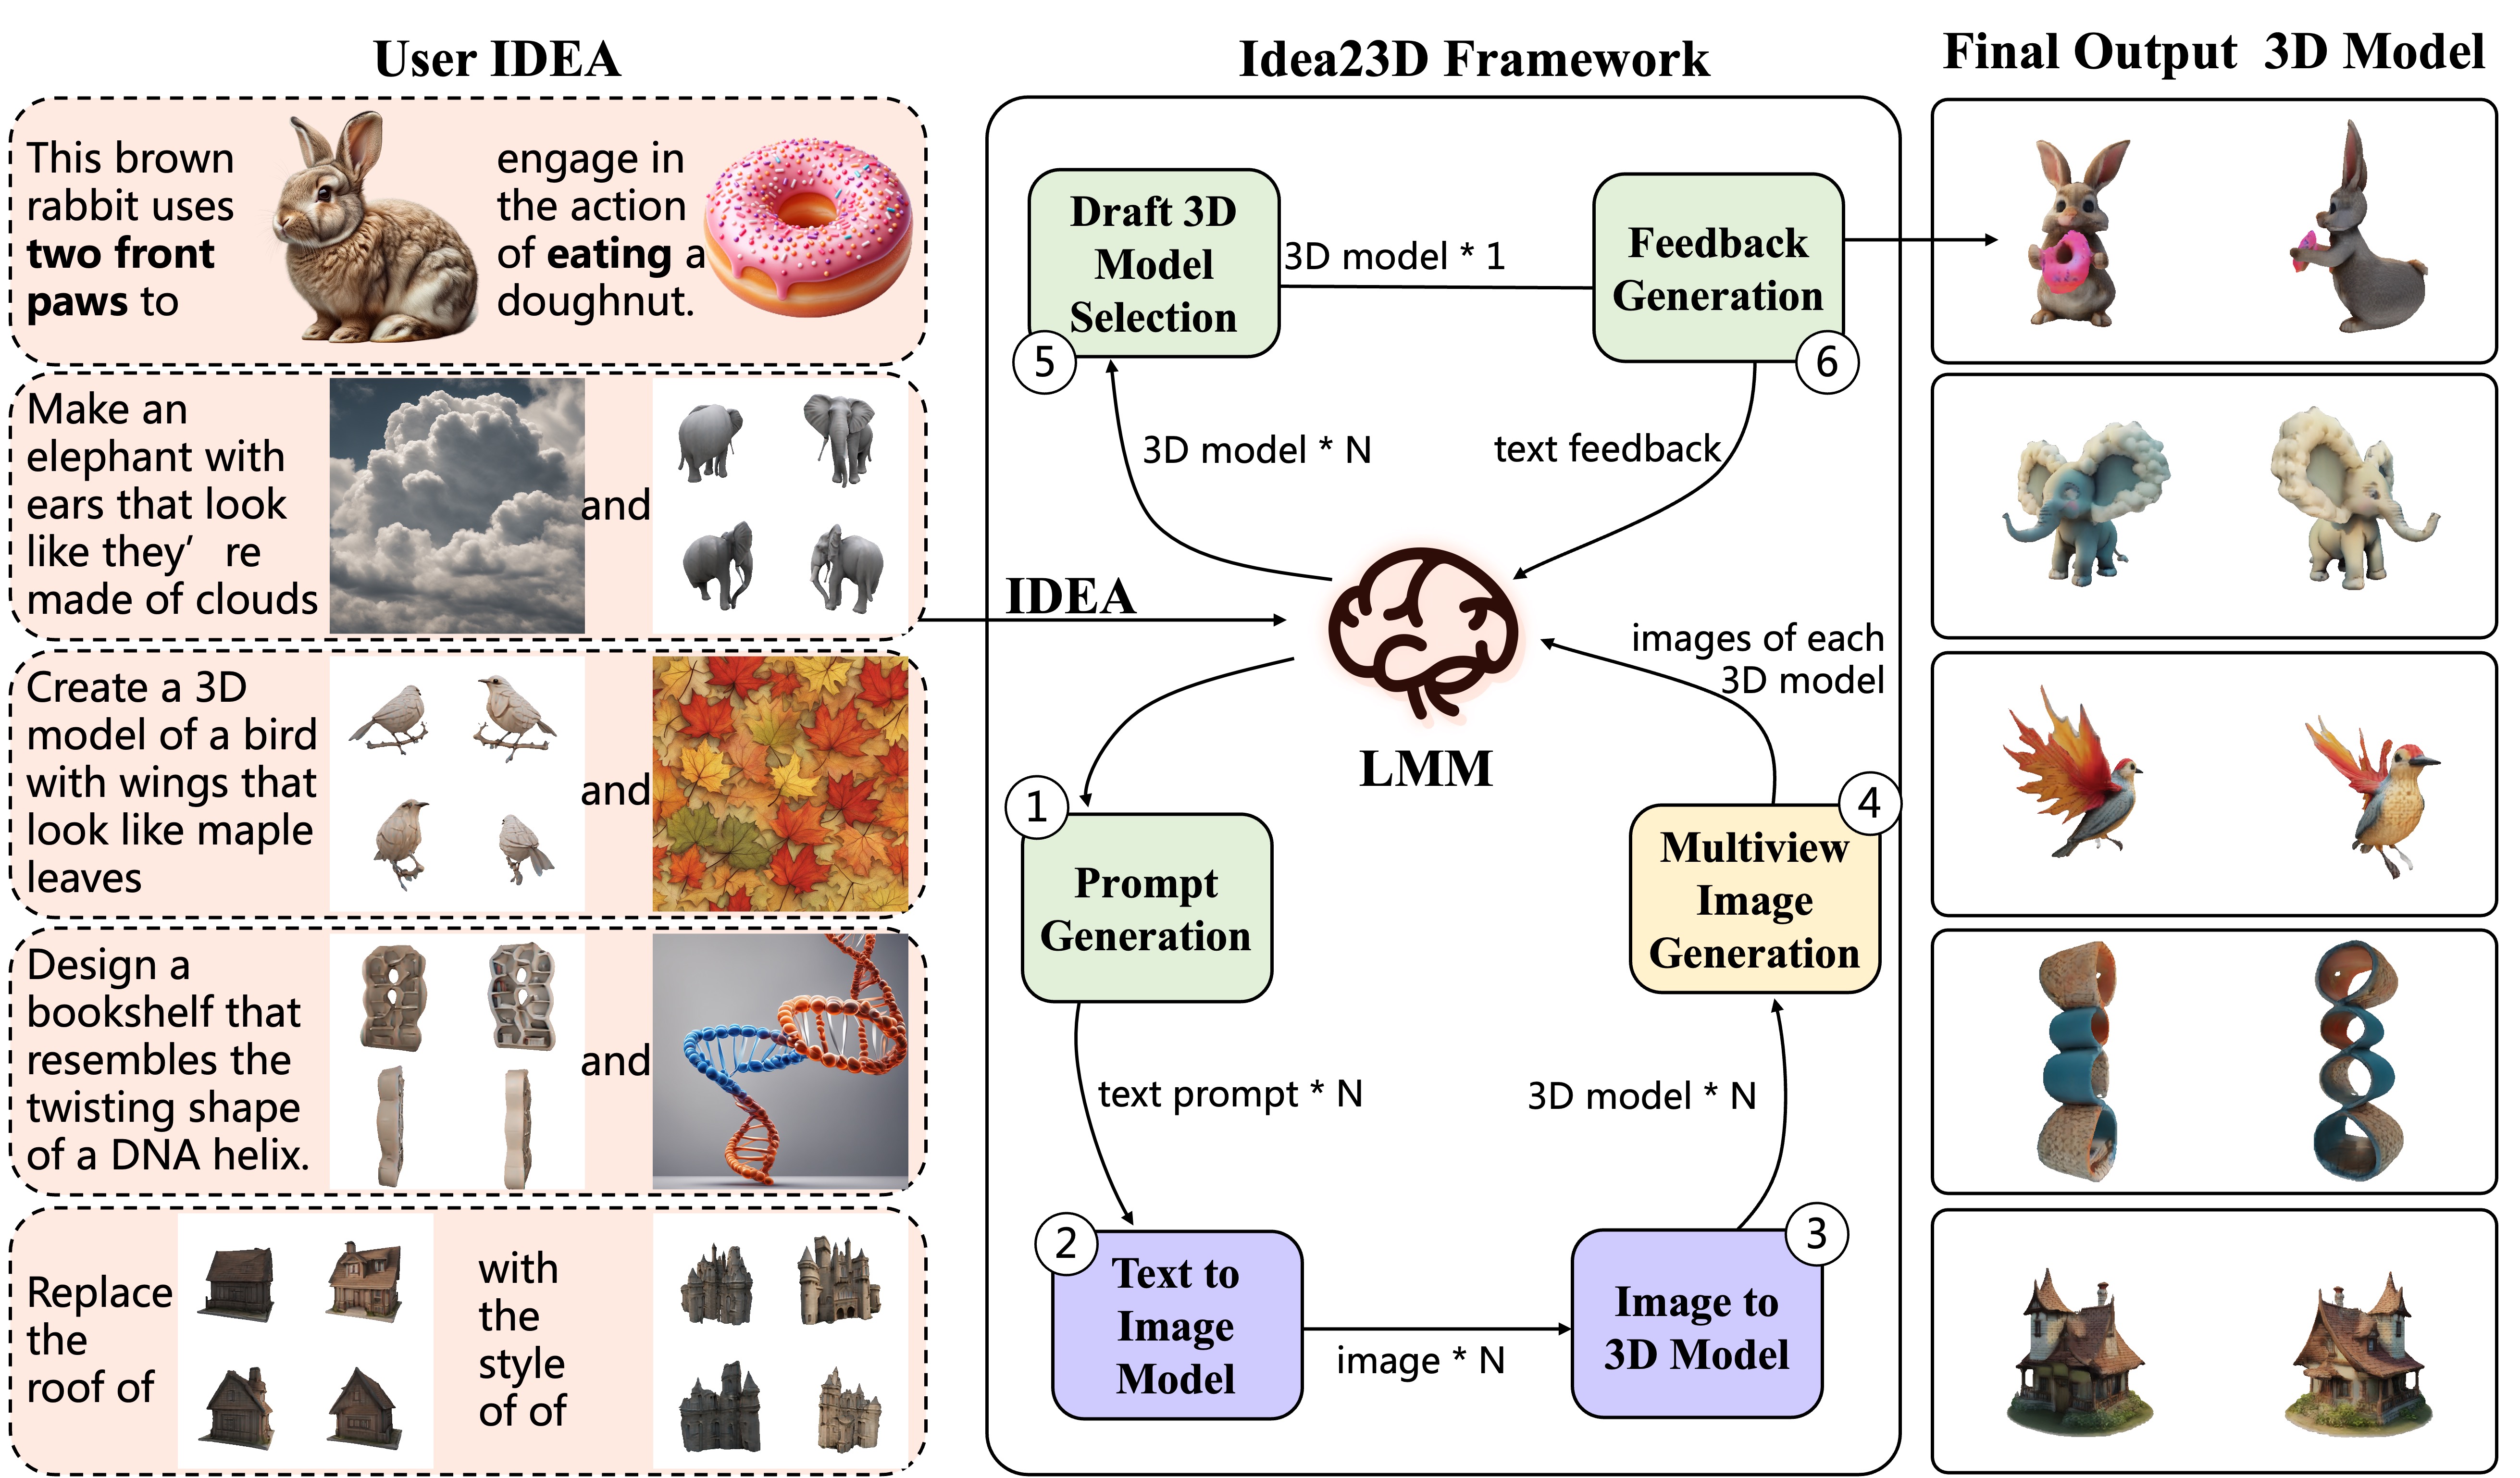 User IDEA
This brown
rabbit uses
two front
paws to
engage in
the action
of eating a
doughnut.
Make an
elephant with
ears that look
like they’ re
made of clouds
and
Create a 3D
model of a bird
with wings that
look like maple
leaves
and
Design a
bookshelf that
resembles the
twisting shape
of a DNA helix.
and
Replace
the
roof of
with
the
style
of of
Idea23D Framework
Draft 3D
Model
Selection
5
3D model * 1
Feedback
Generation
6
3D model * N
text feedback
IDEA
LMM
images of each
3D model
1
Prompt
Generation
4
Multiview
Image
Generation
text prompt * N
3D model * N
2
Text to
Image
Model
image * N
3
Image to
3D Model
Final Output 3D Model